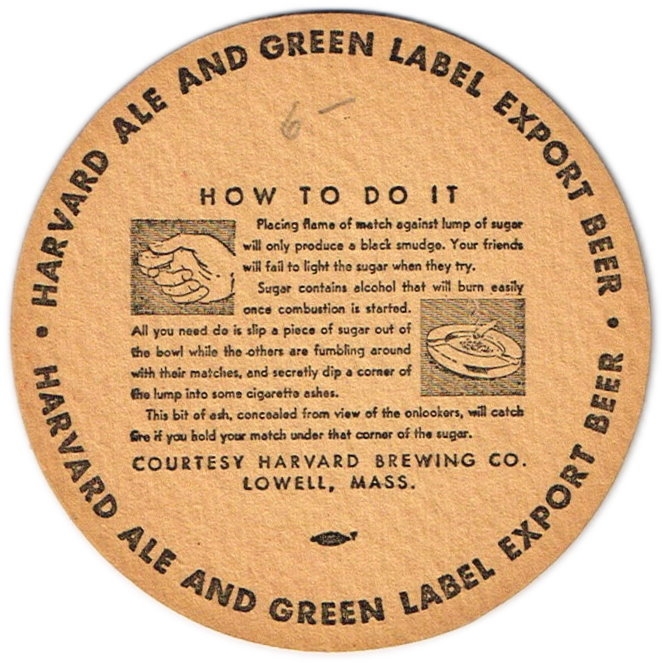 HARVARD ALE AND GREEN LABEL EXPORT BEER •
6 –
HOW TO DO IT
Placing flame of match against lump of sugar
will only produce a black smudge. Your friends
will fail to light the sugar when they try.
Sugar contains alcohol that will burn easily
once combustion is started.
All you need do is slip a piece of sugar out of
the bowl while the others are fumbling around
with their matches, and secretly dip a corner of
the lump into some cigarette ashes.
This bit of ash, concealed from view of the onlookers, will catch
fire if you hold your match under that corner of the sugar.
COURTESY HARVARD BREWING CO.
LOWELL, MASS.
• HARVARD ALE AND GREEN LABEL EXPORT BEER